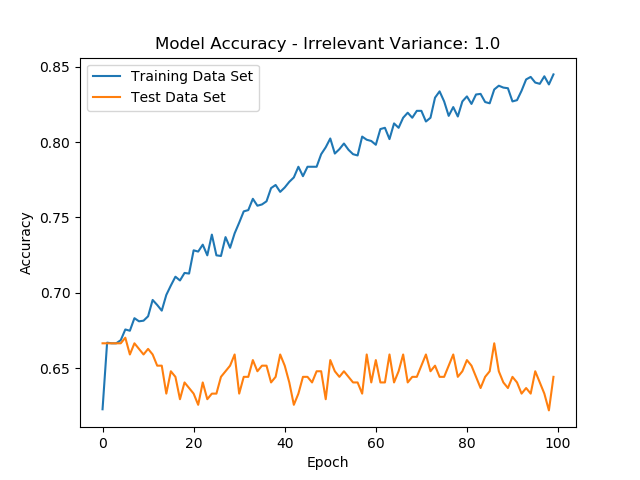 Model Accuracy - Irrelevant Variance: 1.0
Training Data Set
Test Data Set
0.85
0.80
0.75
0.70
0.65
Accuracy
0
20
40
60
80
100
Epoch